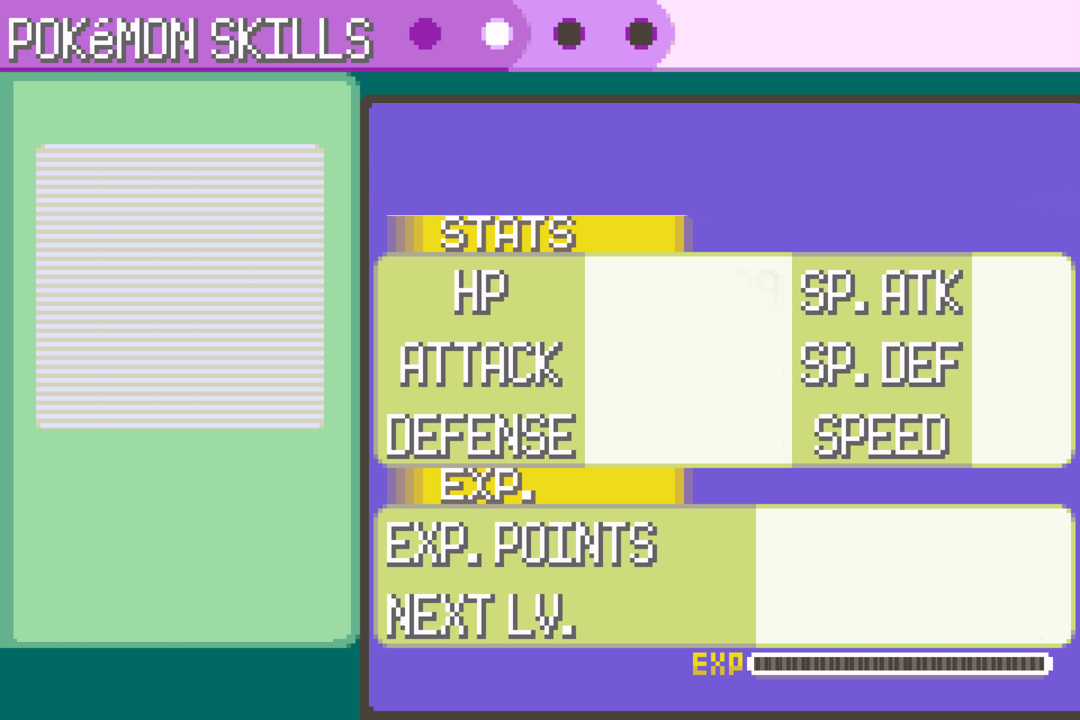 POKéMON SKILLS
STATS
HP
SP. ATK
ATTACK
SP. DEF
DEFENSE
SPEED
EXP.
EXP. POINTS
NEXT LV.
EXP